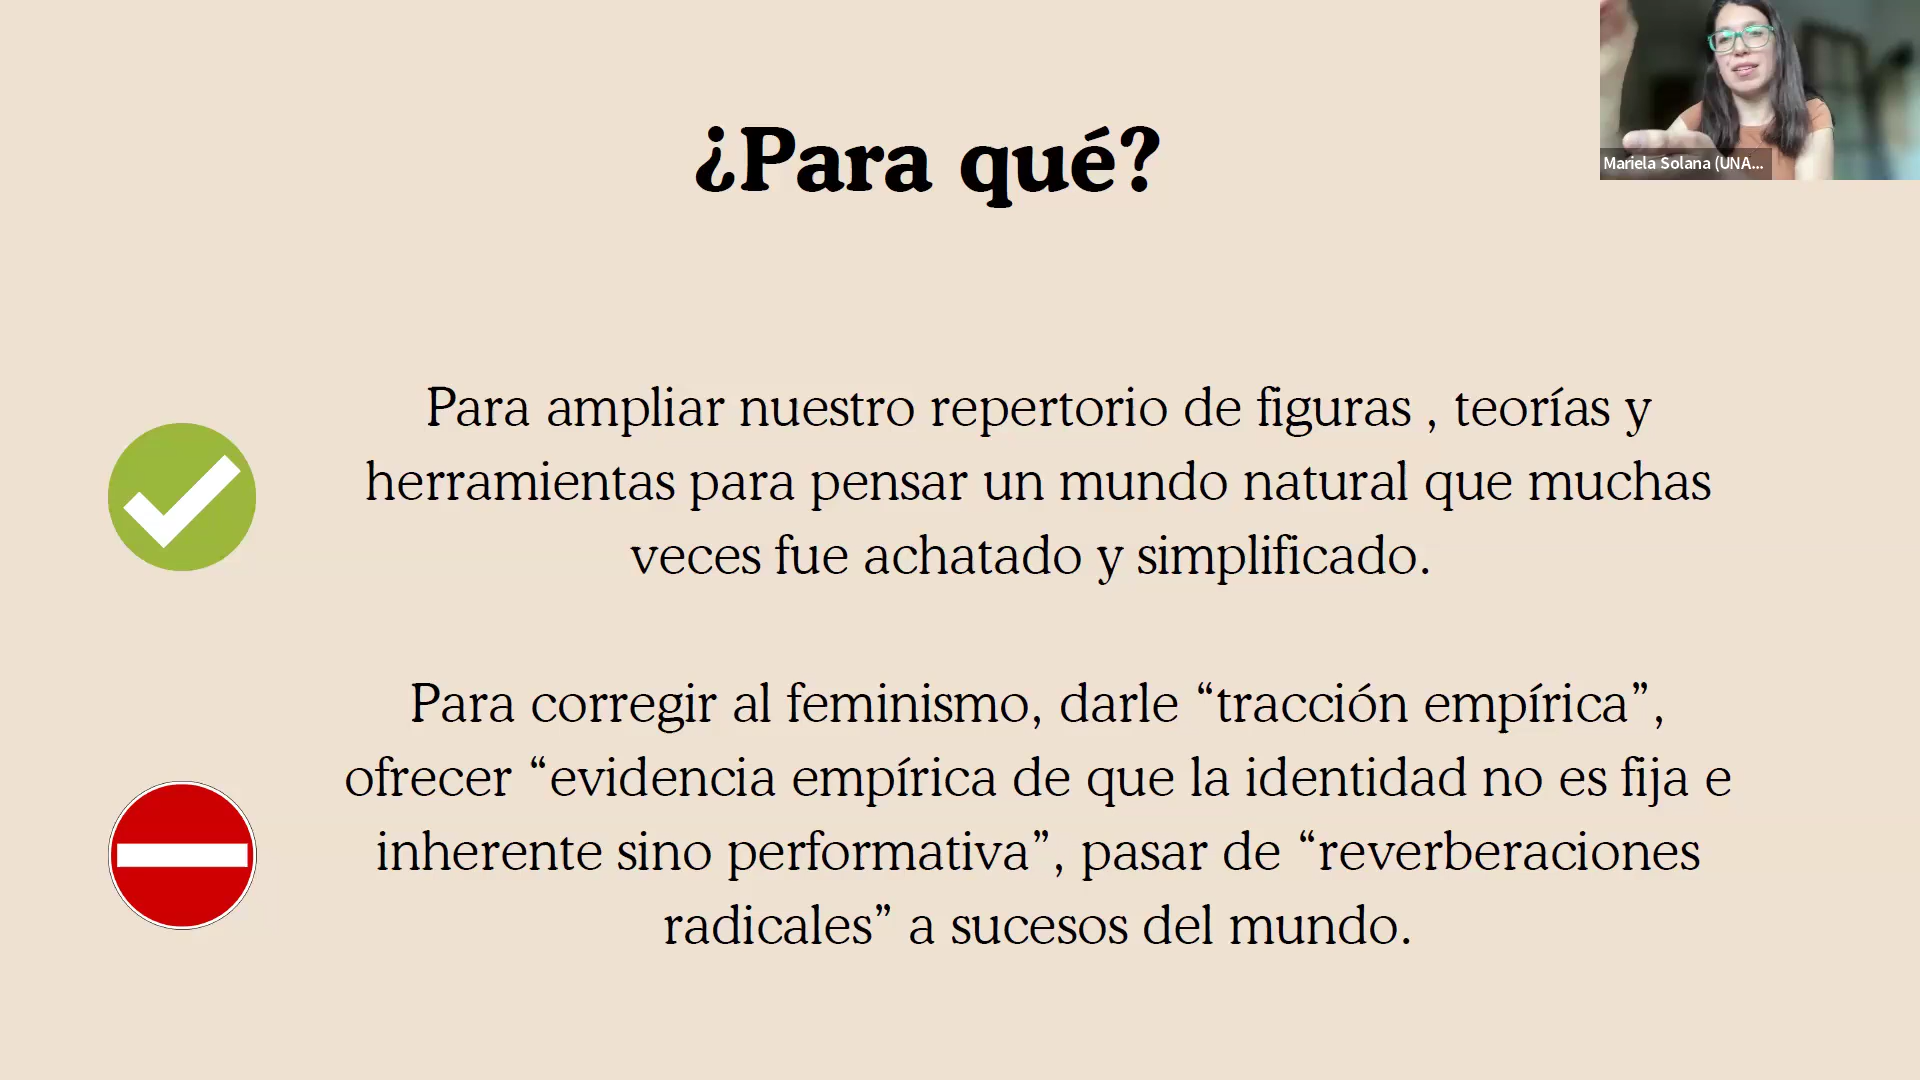 ¿Para qué?
Mariela Solana (UNA...
Para ampliar nuestro repertorio de figuras , teorías y
herramientas para pensar un mundo natural que muchas
veces fue achatado y simplificado.
Para corregir al feminismo, darle “tracción empírica”,
ofrecer “evidencia empírica de que la identidad no es fija e
inherente sino performativa”, pasar de “reverberaciones
radicales” a sucesos del mundo.